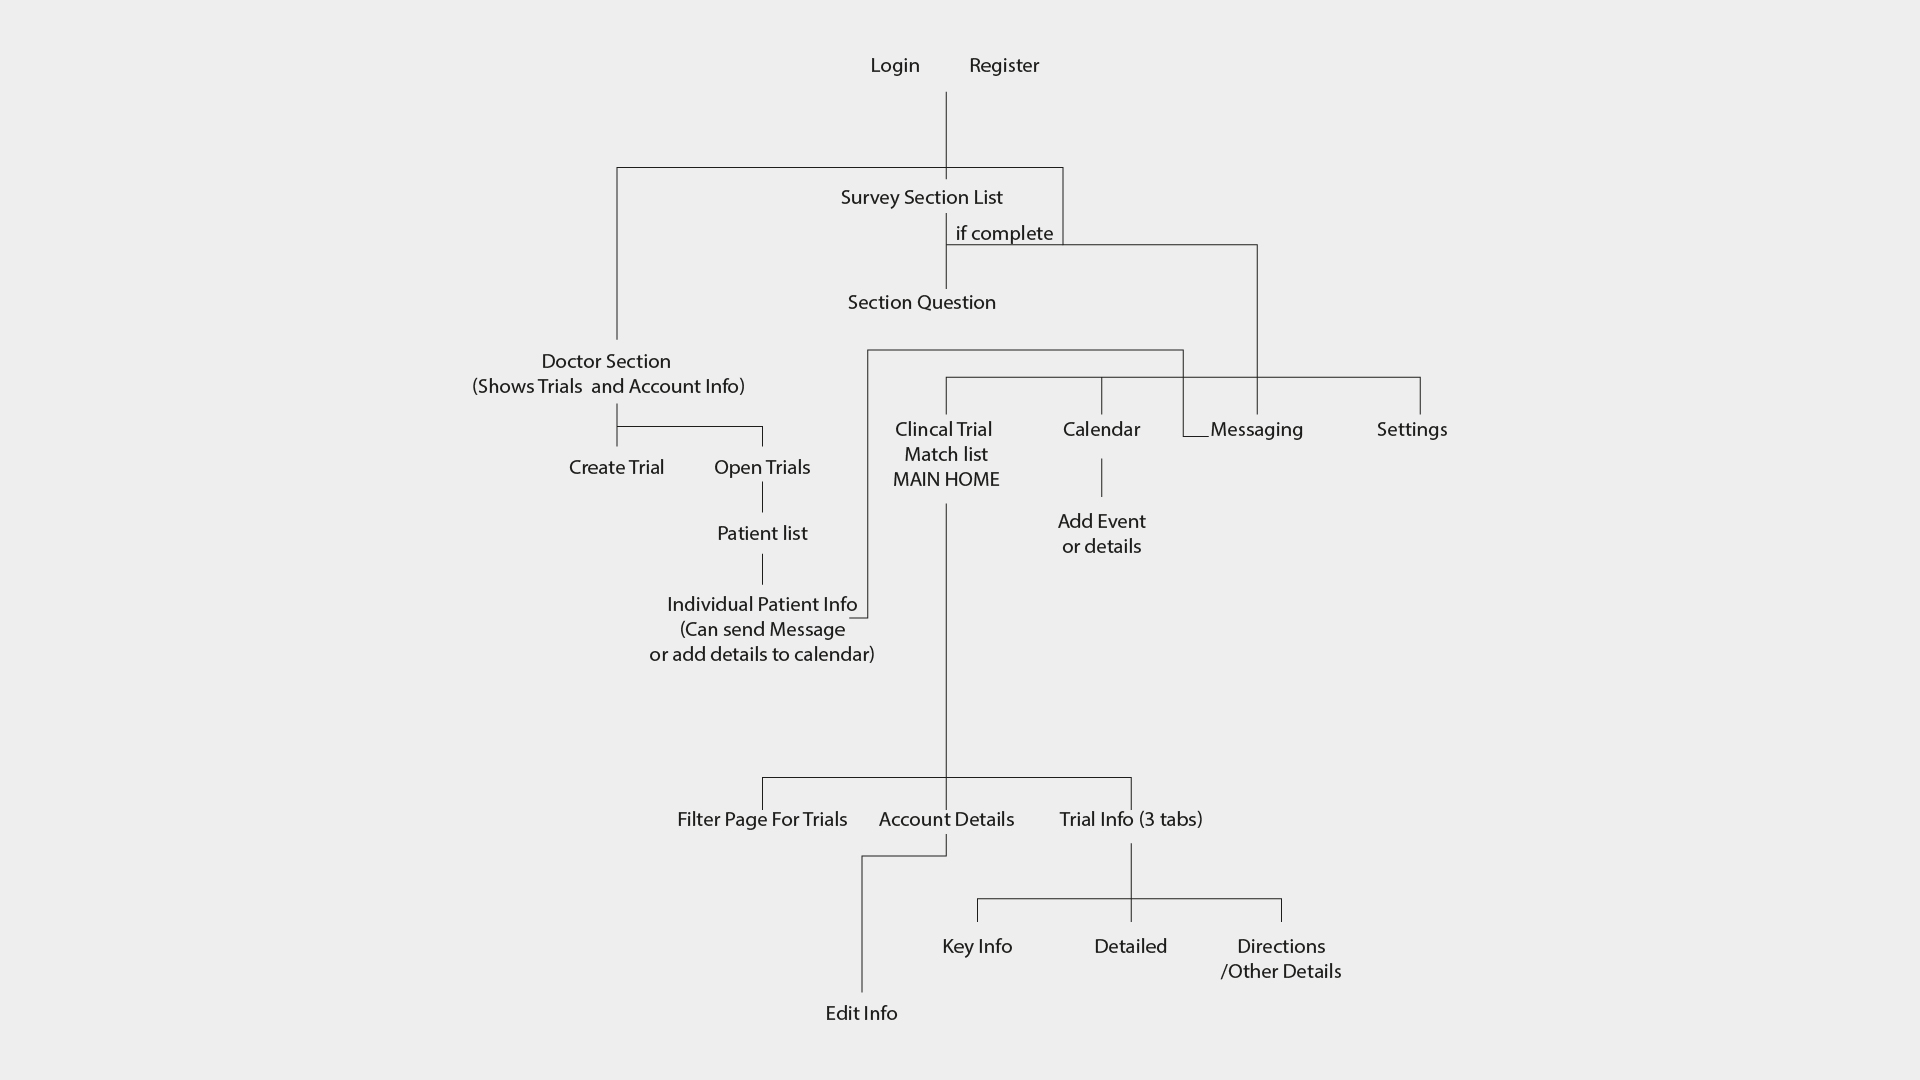 Login
Register
Survey Section List
if complete
Section Question
Doctor Section
(Shows Trials  and Account Info)
Create Trial
Open Trials
Patient list
Individual Patient Info
(Can send Message
or add details to calendar)
Clincal Trial
Match list
MAIN HOME
Calendar
Add Event
or details
Messaging
Settings
Filter Page For Trials
Account Details
Trial Info (3 tabs)
Key Info
Detailed
Directions
/Other Details
Edit Info